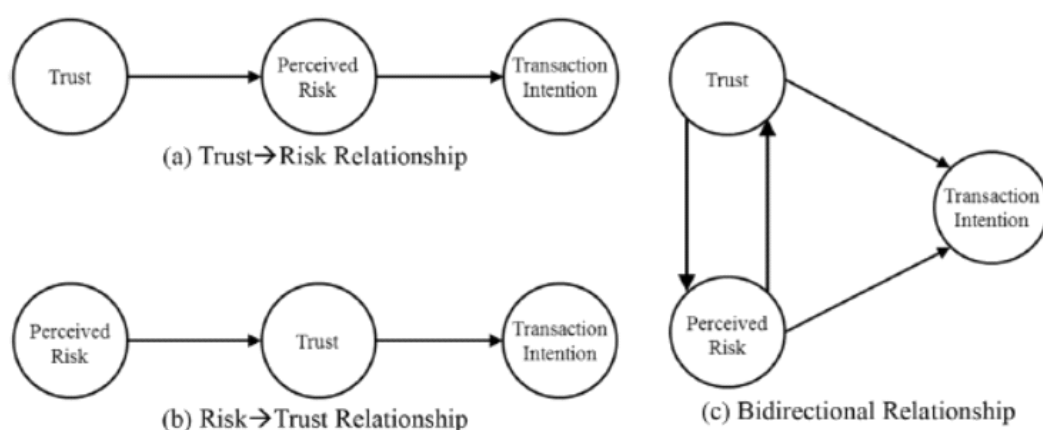 Trust
Perceived
Risk
Transaction
Intention
(a) Trust→Risk Relationship
Perceived
Risk
Trust
Transaction
Intention
(b) Risk→Trust Relationship
Trust
Transaction
Intention
Perceived
Risk
(c) Bidirectional Relationship